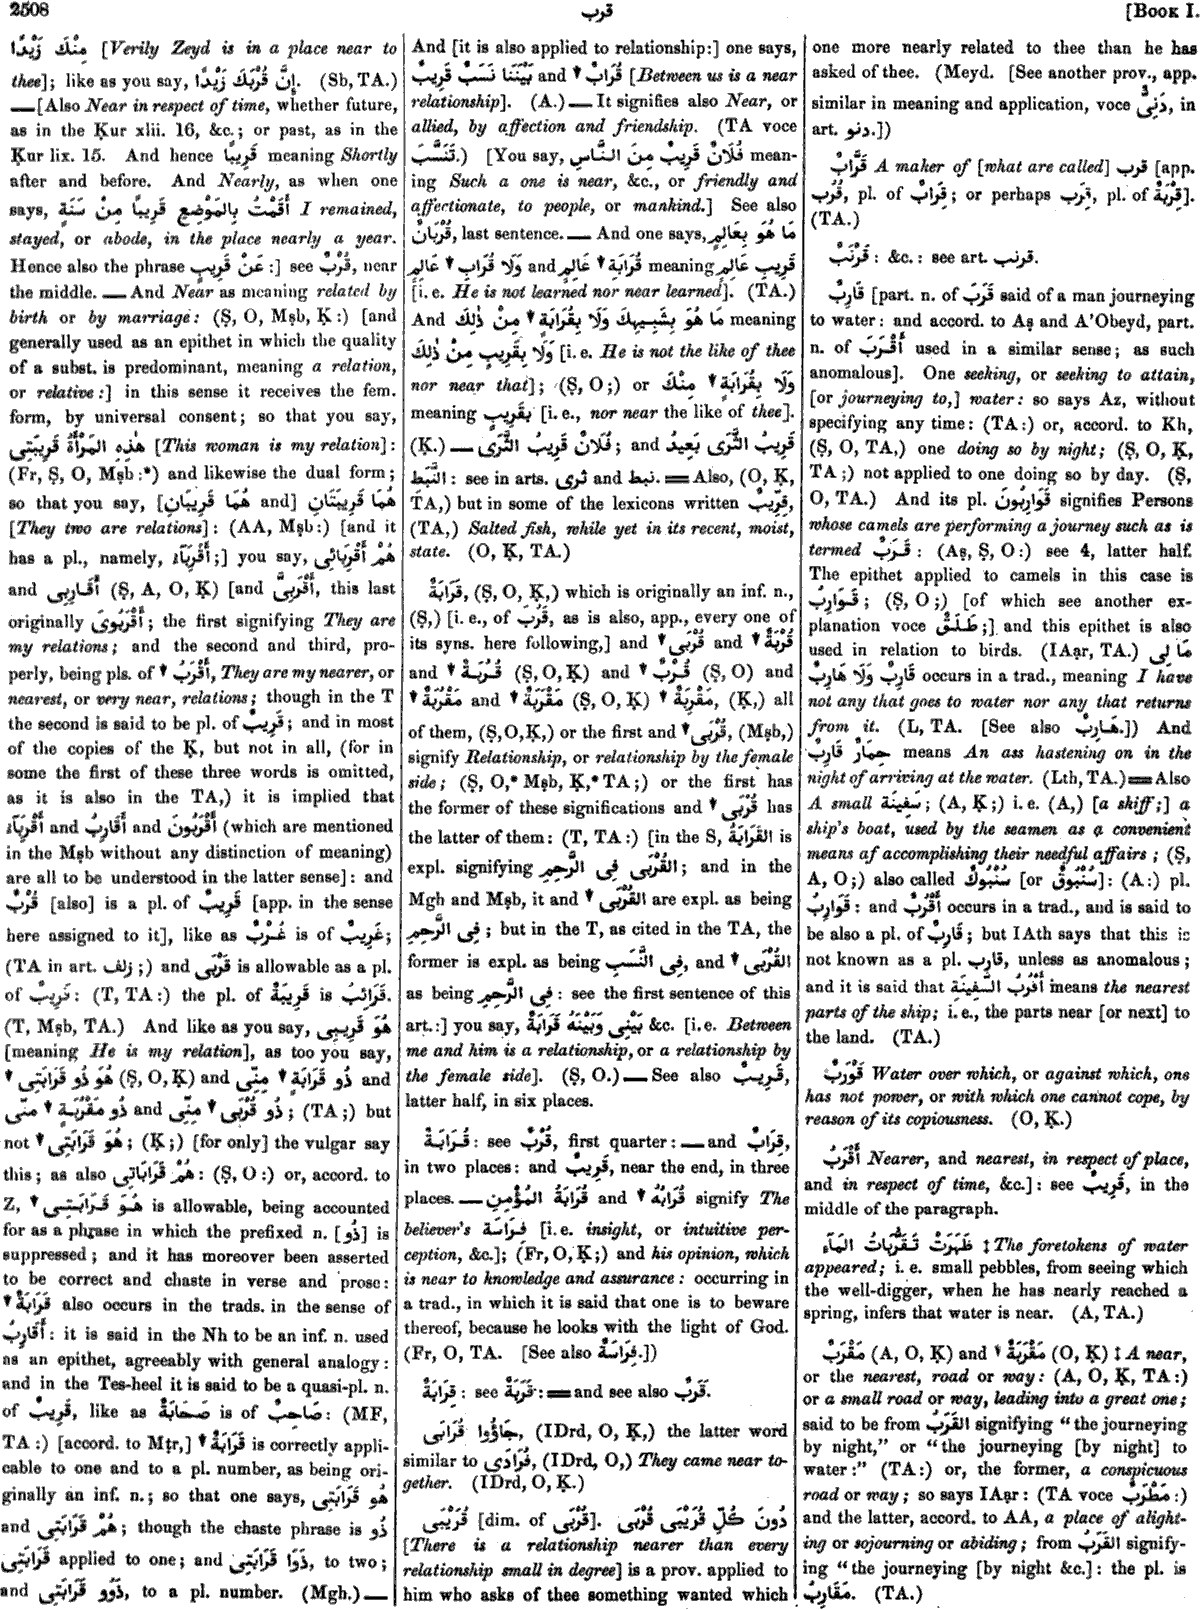 2508
قرب
[BOOK I.
مِنْكَ زَيْدًا [Verily Zeyd is in a place near to
thee]; like as you say, إِنَّ قُرْبَكَ زَيْدًا. (Sb, TA.)
—[Also Near in respect of time, whether future,
as in the Ḳur xlii. 16, &c.; or past, as in the
Ḳur lix. 15. And hence قَرِيبًا meaning Shortly
after and before. And Nearly, as when one
says, أَقَمْتُ بِالمَوْضِعِ قَرِيبًا مِنْ سَنَةٍ I remained,
stayed, or abode, in the place nearly a year.
Hence also the phrase عَنْ قَرِيبٍ :] see قُرْبٌ, near
the middle. — And Near as meaning related by
birth or by marriage: (Ṣ, O, Mṣb, Ḳ:) [and
generally used as an epithet in which the quality
of a subst. is predominant, meaning a relation,
or relative:] in this sense it receives the fem.
form, by universal consent; so that you say,
هٰذِهِ المَرْأَةُ قَرِيبَتِى [This woman is my relation]:
(Fr, Ṣ, O, Mṣb:*) and likewise the dual form;
so that you say, هُمَا قَرِيبَتَانِ [and هُمَا قَرِيبَانِ]
[They two are relations]: (AA, Mṣb:) [and it
has a pl., namely, أَقْرِبَآءُ;] you say, هُمْ أَقْرِبَائِى
and أَقَارِبِى (Ṣ, A, O, Ḳ) [and أَقْرَبِىَّ, this last
originally أَقْرَبُوىَ; the first signifying They are
my relations; and the second and third, pro-
perly, being pls. of ▼ أَقْرَبُ, They are my nearer, or
nearest, or very near, relations; though in the T
the second is said to be pl. of قَرِيبٌ; and in most
of the copies of the Ḳ, but not in all, (for in
some the first of these three words is omitted,
as it is also in the TA,) it is implied that
أَقْرِبَآءُ and أَقَارِبُ and أَقْرَبُونَ (which are mentioned
in the Mṣb without any distinction of meaning)
are all to be understood in the latter sense]: and
قُرْبٌ [also] is a pl. of قَرِيبٌ [app. in the sense
here assigned to it], like as غُرْبٌ is of غَرِيبٌ;
(TA in art. زلف;) and قَرْبَى is allowable as a pl.
of قَرِيبٌ: (T, TA:) the pl. of قَرِيبَةٌ is قَرَائِبُ.
(T, Mṣb, TA.) And like as you say, هُوَ قَرِيبِى
[meaning He is my relation], as too you say,
▼ هُوَ ذُو قَرَابَتِى (Ṣ, O, Ḳ) and ذُو قَرَابَةٍ ▼ مِنِّى and
ذُو مَقْرُبَةٍ ▼ مِنِّى and ذُو قُرْبَى ▼ مِنِّى; (TA;) but
not ▼ هُوَ قَرَابَتِى; (Ḳ;) [for only] the vulgar say
this; as also هُمْ قَرَابَاتِى: (Ṣ, O:) or, accord. to
Z, ▼ هُوَ قَرَابَتِى is allowable, being accounted
for as a phrase in which the prefixed n. [ذُو] is
suppressed; and it has moreover been asserted
to be correct and chaste in verse and prose:
▼ قَرَابَةٌ also occurs in the trads. in the sense of
أَقَارِبُ: it is said in the Nh to be an inf. n. used
as an epithet, agreeably with general analogy:
and in the Tes-heel it is said to be a quasi-pl. n.
of قَرِيبٌ, like as صَحَابَةٌ is of صَاحِبٌ: (MF,
TA:) [accord. to Mṭr,] ▼ قَرَابَةٌ is correctly appli-
cable to one and to a pl. number, as being ori-
ginally an inf. n.; so that one says, هُوَ قَرَابَتِى
and هُمْ قَرَابَتِى; though the chaste phrase is ذُو
قَرَابَتِى applied to one; and ذَوَا قَرَابَتِى, to two;
and ذَوُو قَرَابَتِى, to a pl. number. (Mgh.) —
And [it is also applied to relationship:] one says,
بَيْنَنَا نَسَبٌ قَرِيبٌ and ▼ قُرَابٌ [Between us is a near
relationship]. (A.) — It signifies also Near, or
allied, by affection and friendship. (TA voce
تَنَسَّبَ.) [You say, فُلَانٌ قَرِيبٌ مِنَ النَّاسِ mean-
ing Such a one is near, &c., or friendly and
affectionate, to people, or mankind.] See also
قُرْبَانٌ, last sentence. — And one says, مَا هُوَ بِعَالِمٍ
وَلَا قُرَابِ ▼ عَالِمٍ and قُرَابَةِ ▼ عَالِمٍ meaning قَرِيبِ عَالِمٍ
[i. e. He is not learned nor near learned]. (TA.)
And مَا هُوَ بِشَبِيهِكَ وَلَا بِقُرَابَةٍ ▼ مِنْ ذٰلِكَ meaning
وَلَا بِقَرِيبٍ مِنْ ذٰلِكَ [i. e. He is not the like of thee
nor near that]; (Ṣ, O;) or وَلَا بِقُرَابَةٍ ▼ مِنْكَ
meaning بِقَرِيبٍ [i. e., nor near the like of thee].
(Ḳ.) — فُلَانٌ قَرِيبُ الثَّرَى; and قَرِيبُ الثَّرَى بَعِيدُ
النَّبَط: see in arts. ثرى and نبط. ═ Also, (O, Ḳ,
TA,) but in some of the lexicons written قِرِّيبٌ,
(TA,) Salted fish, while yet in its recent, moist,
state. (O, Ḳ, TA.)
قَرَابَةٌ, (Ṣ, O, Ḳ,) which is originally an inf. n.,
(Ṣ,) [i. e., of قَرُبَ, as is also, app., every one of
its syns. here following,] and ▼ قُرْبَى and ▼ قُرْبَةٌ
and ▼ قُرُبَةٌ (Ṣ, O, Ḳ) and ▼ قُرْبٌ (Ṣ, O) and
▼ مَقْرَبَةٌ and ▼ مَقْرُبَةٌ (Ṣ, O, Ḳ) ▼ مَقْرِبَةٌ, (Ḳ,) all
of them, (Ṣ, O, Ḳ,) or the first and ▼ قُرْبَى, (Mṣb,)
signify Relationship, or relationship by the female
side; (Ṣ, O,* Mṣb, Ḳ,* TA;) or the first has
the former of these significations and ▼ قُرْبَى has
the latter of them: (T, TA:) [in the S, القَرَابَةُ is
expl. signifying القُرْبَى فِى الرَّحِمِ; and in the
Mgh and Mṣb, it and ▼ القُرْبَى are expl. as being
فِى الرَّحِمِ; but in the T, as cited in the TA, the
former is expl. as being فِى النَّسَبِ, and ▼ القُرْبَى
as being فِى الرَّحِمِ: see the first sentence of this
art.:] you say, بَيْنِى وَبَيْنَهُ قَرَابَةٌ &c. [i. e. Between
me and him is a relationship, or a relationship by
the female side]. (Ṣ, O.) — See also قَرِيبٌ,
latter half, in six places.
قُرَابَةٌ: see قُرْبٌ, first quarter: — and قِرَابٌ,
in two places: and قَرِيبٌ, near the end, in three
places. — قُرَابَةُ المُؤْمِنِ and ▼ قُرَابُهُ signify The
believer's فِرَاسَة [i. e. insight, or intuitive per-
ception, &c.]; (Fr, O, Ḳ;) and his opinion, which
is near to knowledge and assurance: occurring in
a trad., in which it is said that one is to beware
thereof, because he looks with the light of God.
(Fr, O, TA. [See also فِرَاسَةٌ.])
قِرَابَةٌ: see قَرِبَةٌ: ═ and see also قَرِبٌ.
جَاؤُوا قُرَابَى, (IDrd, O, Ḳ,) the latter word
similar to فُرَادَى, (IDrd, O,) They came near to-
gether. (IDrd, O, Ḳ.)
قُرَيْبَى [dim. of قُرْبَى]. دُونَ كُلِّ قُرَيْبَى قُرْبَى
[There is a relationship nearer than every
relationship small in degree] is a prov. applied to
him who asks of thee something wanted which
one more nearly related to thee than he has
asked of thee. (Meyd. [See another prov., app.
similar in meaning and application, voce دَنِىٌّ, in
art. دنو.])
قَرَّابٌ A maker of [what are called] قرب [app.
قُرُب, pl. of قِرَابٌ; or perhaps قِرَب, pl. of قِرْبَةٌ].
(TA.)
قَرْنَبٌ: &c.: see art. قرنب.
قَارِبٌ [part. n. of قَرَبَ said of a man journeying
to water: and accord. to Aṣ and A'Obeyd, part.
n. of أَقْرَبَ used in a similar sense; as such
anomalous]. One seeking, or seeking to attain,
[or journeying to,] water: so says Az, without
specifying any time: (TA:) or, accord. to Kh,
(Ṣ, O, TA,) one doing so by night; (Ṣ, O, Ḳ,
TA;) not applied to one doing so by day. (Ṣ,
O, TA.) And its pl. قَوَارِبُونَ signifies Persons
whose camels are performing a journey such as is
termed قَرَبٌ: (Aṣ, Ṣ, O:) see 4, latter half.
The epithet applied to camels in this case is
قَوَارِبُ; (Ṣ, O;) [of which see another ex-
planation voce طَلَقٌ;] and this epithet is also
used in relation to birds. (IAạr, TA.) مَا لِى
قَارِبٌ وَلَا هَارِبٌ occurs in a trad., meaning I have
not any that goes to water nor any that returns
from it. (L, TA. [See also هَارِبٌ.]) And
حِمَارٌ قَارِبٌ means An ass hastening on in the
night of arriving at the water. (Lth, TA.) ═ Also
A small سَفِينَة; (A, Ḳ;) i. e. (A,) [a skiff;] a
ship's boat, used by the seamen as a convenient
means af accomplishing their needful affairs; (Ṣ,
A, O;) also called سُنْبُوكٌ [or سُنْبُوقٌ]: (A:) pl.
قَوَارِبُ: and أَقْرُبٌ occurs in a trad., and is said to
be also a pl. of قَارِبٌ; but IAth says that this is
not known as a pl. قارب, unless as anomalous;
and it is said that أَقْرُبُ السَّفِينَةِ means the nearest
parts of the ship; i. e., the parts near [or next] to
the land. (TA.)
قَوْرَبٌ Water over which, or against which, one
has not power, or with which one cannot cope, by
reason of its copiousness. (O, Ḳ.)
أَقْرَبُ Nearer, and nearest, in respect of place,
and in respect of time, &c.]: see قَرِيبٌ, in the
middle of the paragraph.
ظَهَرَتْ تَقَرُّبَاتُ المَآءِ ‡ The foretokens of water
appeared; i. e. small pebbles, from seeing which
the well-digger, when he has nearly reached a
spring, infers that water is near. (A, TA.)
مَقْرَبٌ (A, O, Ḳ) and ▼ مَقْرَبَةٌ (O, Ḳ) ‡ A near,
or the nearest, road or way: (A, O, Ḳ, TA:)
or a small road or way, leading into a great one;
said to be from القَرَبُ signifying "the journeying
by night," or "the journeying [by night] to
water:" (TA:) or, the former, a conspicuous
road or way; so says IAạr: (TA voce مَطْرَبٌ:)
and the latter, accord. to AA, a place of alight-
ing or sojourning or abiding; from القَرَبُ signify-
ing "the journeying [by night &c.]: the pl. is
مَقَارِبُ. (TA.)